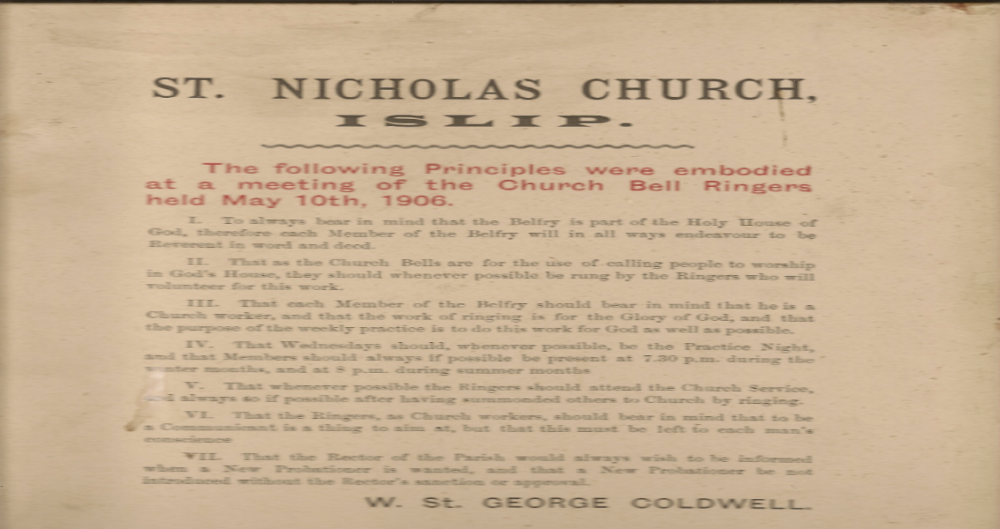 ST. NICHOLAS CHURCH,
ISLIP.
The following Principles were embodied
at a meeting of the Church Bell Ringers
held May 10th, 1906.
I. To always bear in mind that the Belfry is part of the Holy House of
God, therefore each Member of the Belfry will in all ways endeavour to be
Reverent in word and deed.
II. That as the Church Bells are for the use of calling people to worship
in God's House, they should whenever possible be rung by the Ringers who will
volunteer for this work.
III. That each Member of the Belfry should bear in mind that he is a
Church worker, and that the work of ringing is for the Glory of God, and that
the purpose of the weekly practice is to do this work for God as well as possible.
IV. That Wednesdays should, whenever possible, be the Practice Night,
and that Members should always if possible be present at 7.30 p.m. during the
winter months, and at 8 p.m. during summer months
V. That whenever possible the Ringers should attend the Church Service,
and always so if possible after having summonded others to Church by ringing.
VI. That the Ringers, as Church workers, should bear in mind that to be
a Communicant is a thing to aim at, but that this must be left to each man's
conscience
VII. That the Rector of the Parish would always wish to be informed
when a New Probationer is wanted, and that a New Probationer be not
introduced without the Rector's sanction or approval.
W. St. GEORGE COLDWELL.